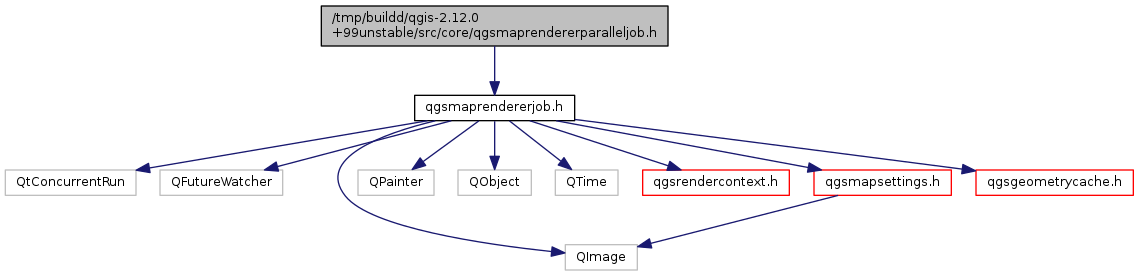 /tmp/buildd/qgis-2.12.0
+99unstable/src/core/qgsmaprendererparalleljob.h
qgsmaprendererjob.h
QtConcurrentRun
QFutureWatcher
QPainter
QObject
QTime
qgsrendercontext.h
qgsmapsettings.h
qgsgeometrycache.h
QImage